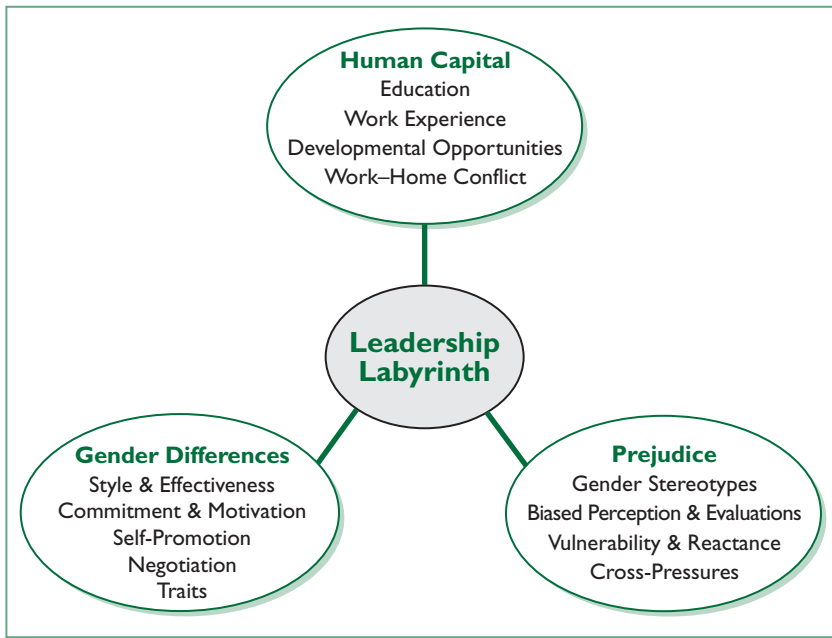 Human Capital
Education
Work Experience
Developmental Opportunities
Work–Home Conflict
Leadership
Labyrinth
Gender Differences
Style & Effectiveness
Commitment & Motivation
Self-Promotion
Negotiation
Traits
Prejudice
Gender Stereotypes
Biased Perception & Evaluations
Vulnerability & Reactance
Cross-Pressures